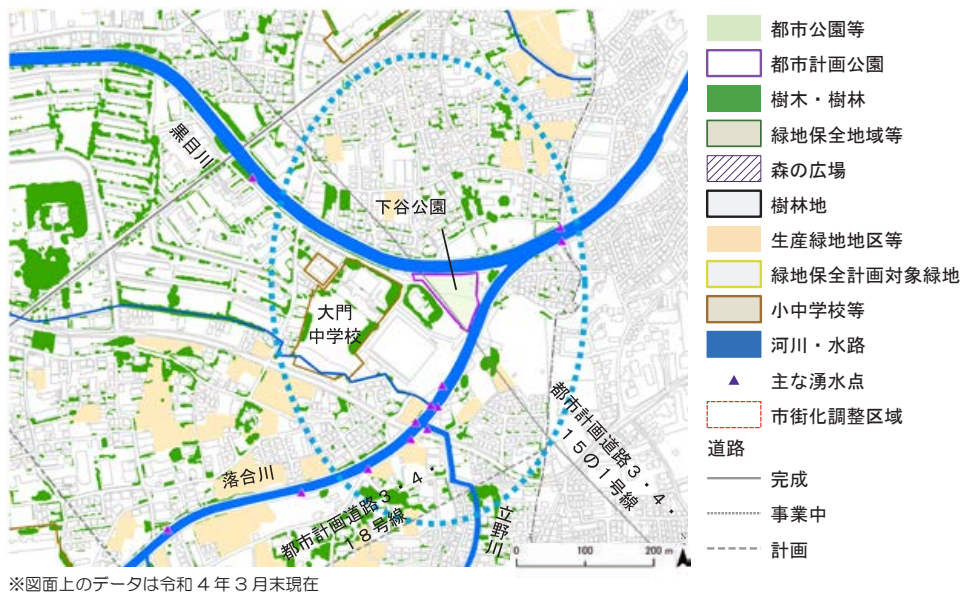 黒目川
下谷公園
大門
中学校
落合川
都市計画道路3・4・
18号線
立野川
都市計画道路3・4・
15の1号線
0 100 200 m
N
都市公園等
都市計画公園
樹木・樹林
緑地保全地域等
森の広場
樹林地
生産緑地地区等
緑地保全計画対象緑地
小中学校等
河川・水路
主な湧水点
市街化調整区域
道路
完成
事業中
計画
※図面上のデータは令和4年3月末現在